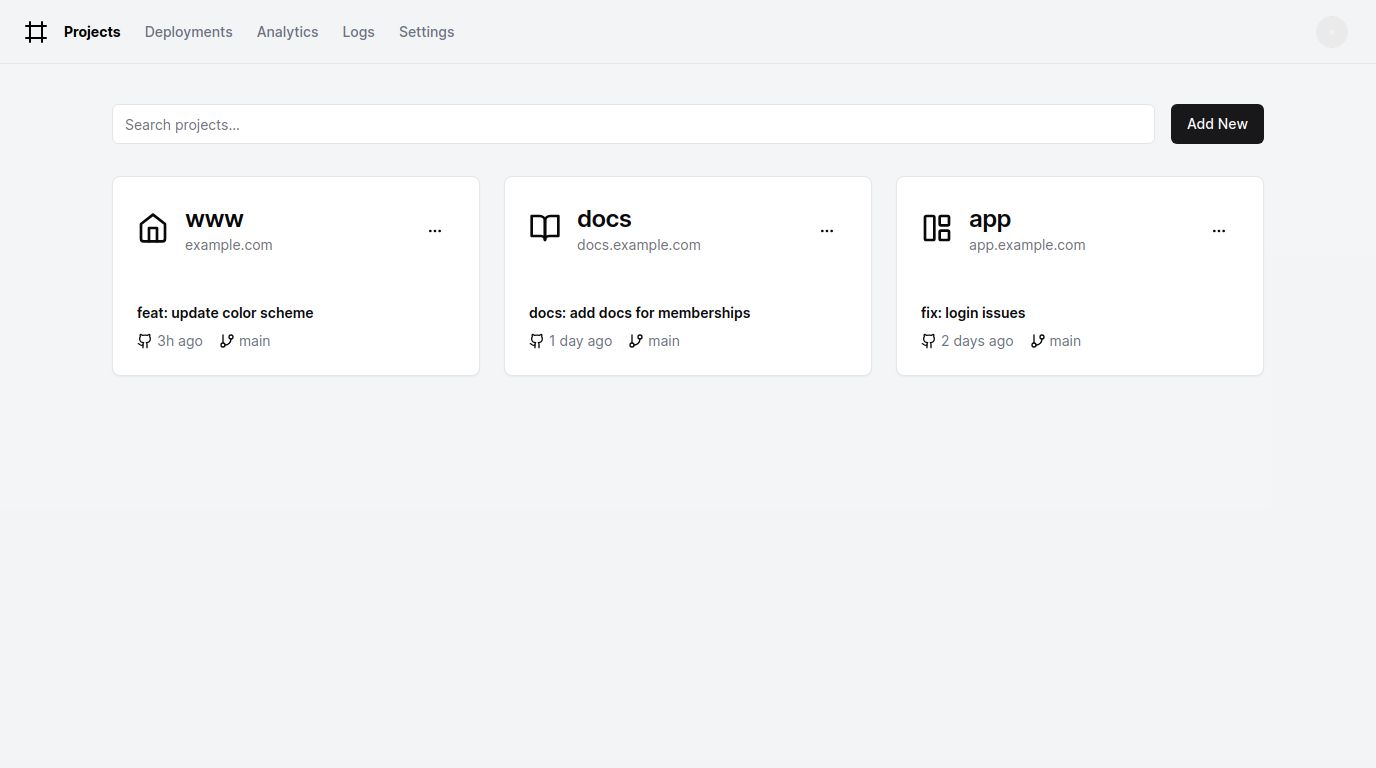 Projects Deployments Analytics Logs Settings
Search projects...
Add New
www
example.com
feat: update color scheme
3h ago main
docs
docs.example.com
docs: add docs for memberships
1 day ago main
app
app.example.com
fix: login issues
2 days ago main